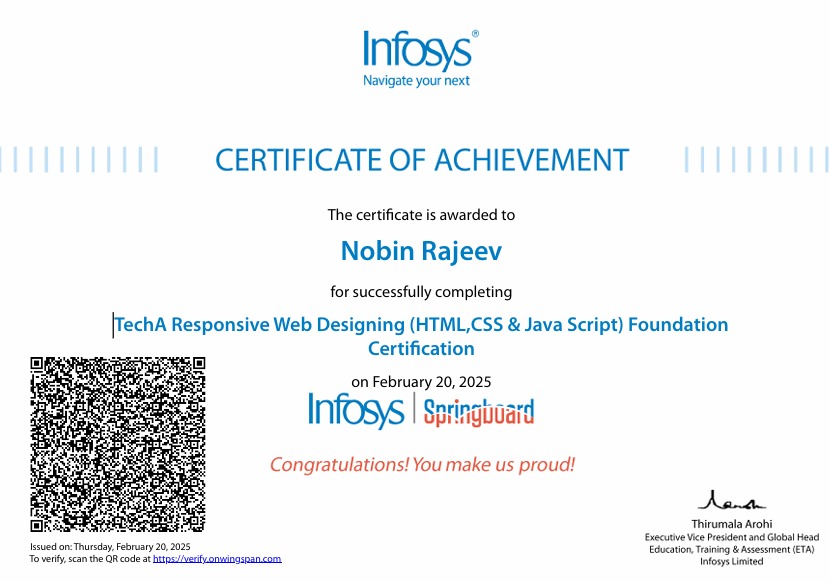 Infosys®
Navigate your next
CERTIFICATE OF ACHIEVEMENT
The certificate is awarded to
Nobin Rajeev
for successfully completing
TechA Responsive Web Designing (HTML,CSS & Java Script) Foundation
Certification
on February 20, 2025
Infosys | Springboard
Congratulations! You make us proud!
Thirumala Arohi
Executive Vice President and Global Head
Education, Training & Assessment (ETA)
Infosys Limited
Issued on: Thursday, February 20, 2025
To verify, scan the QR code at https://verify.onwingspan.com